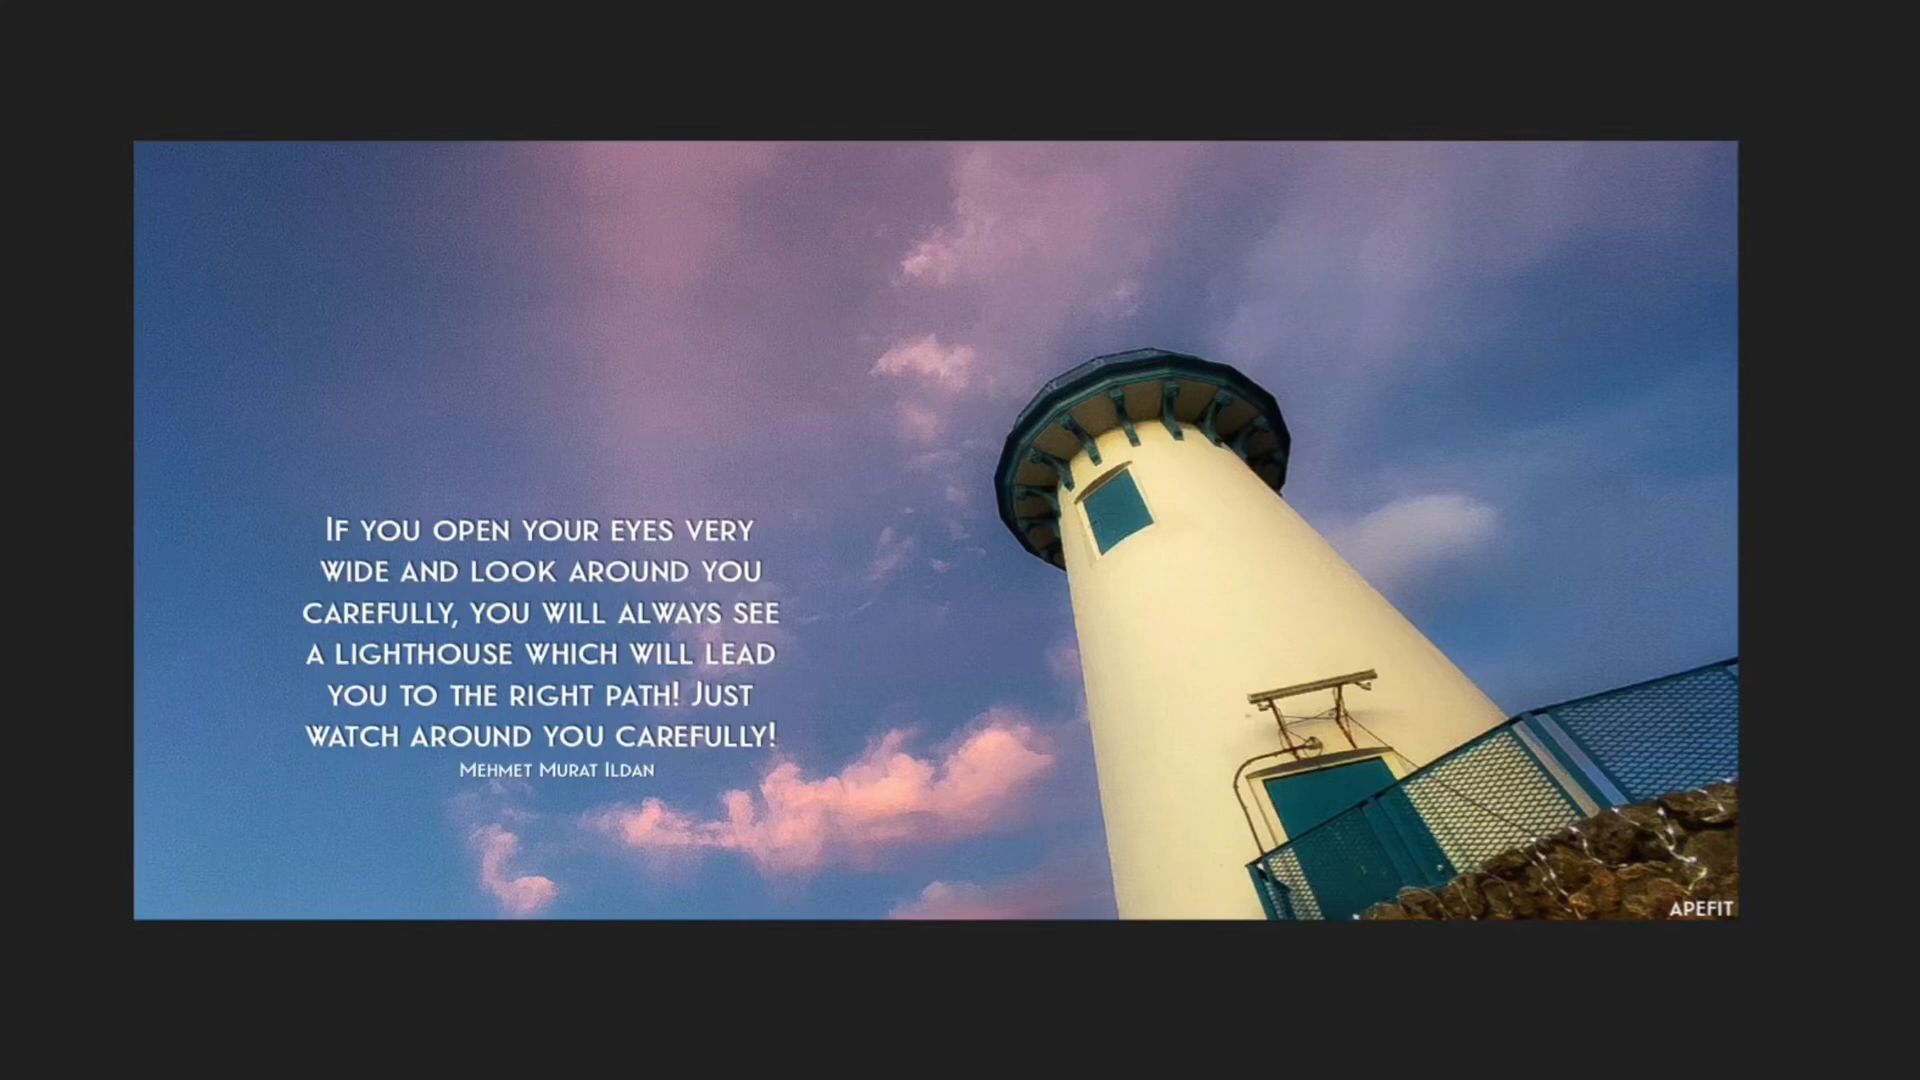 If you open your eyes very
wide and look around you
carefully, you will always see
a lighthouse which will lead
you to the right path! Just
watch around you carefully!
Mehmet Murat Ildan
APEFIT